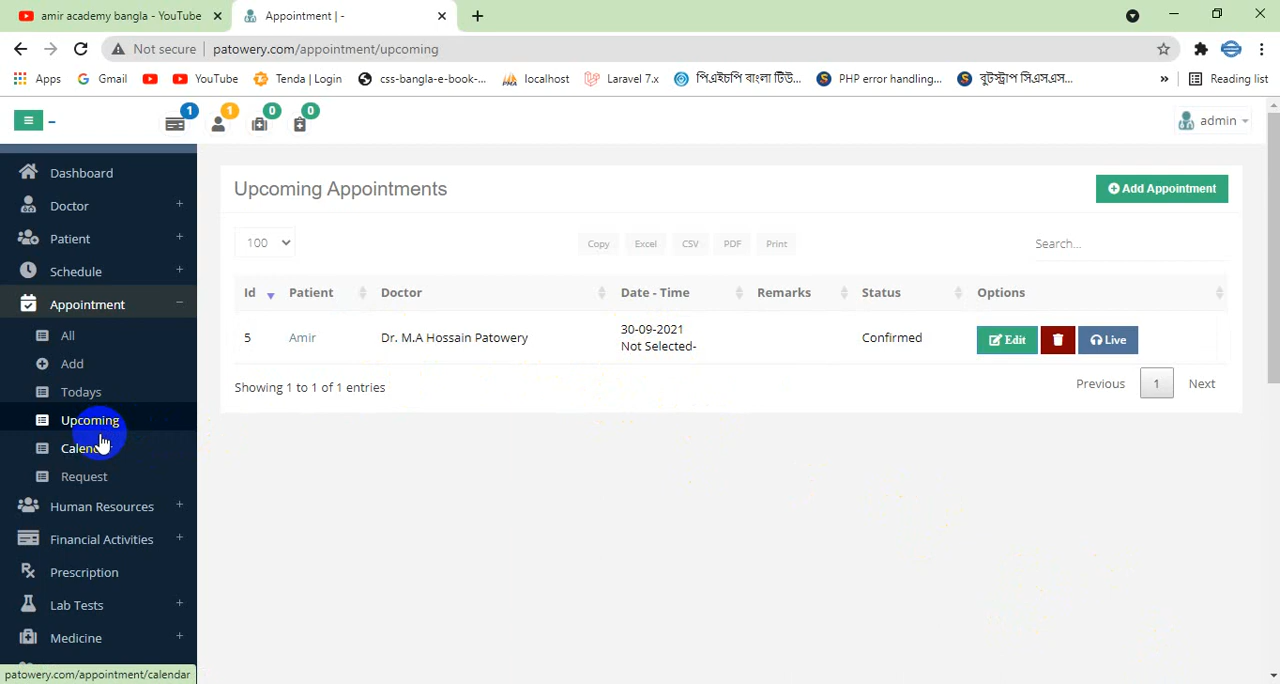 amir academy bangla - YouTube
Appointment | -
Not secure
patowery.com/appointment/upcoming
Apps
Gmail
YouTube
Tenda | Login
css-bangla-e-book-...
localhost
Laravel 7.x
পিএইচপি বাংলা টিউ...
PHP error handling...
বুটস্ট্রাপ সিএসএস...
»
Reading list
1
1
0
0
admin
Dashboard
Doctor +
Patient +
Schedule +
Appointment −
All
Add
Todays
Upcoming
Calen
Request
Human Resources +
Financial Activities +
Prescription
Lab Tests +
Medicine +
patowery.com/appointment/calendar
Upcoming Appointments
Add Appointment
100
Copy
Excel
CSV
PDF
Print
Search...
Id Patient Doctor Date - Time Remarks Status Options
5 Amir Dr. M.A Hossain Patowery 30-09-2021 Confirmed Edit Live
Not Selected-
Showing 1 to 1 of 1 entries
Previous 1 Next